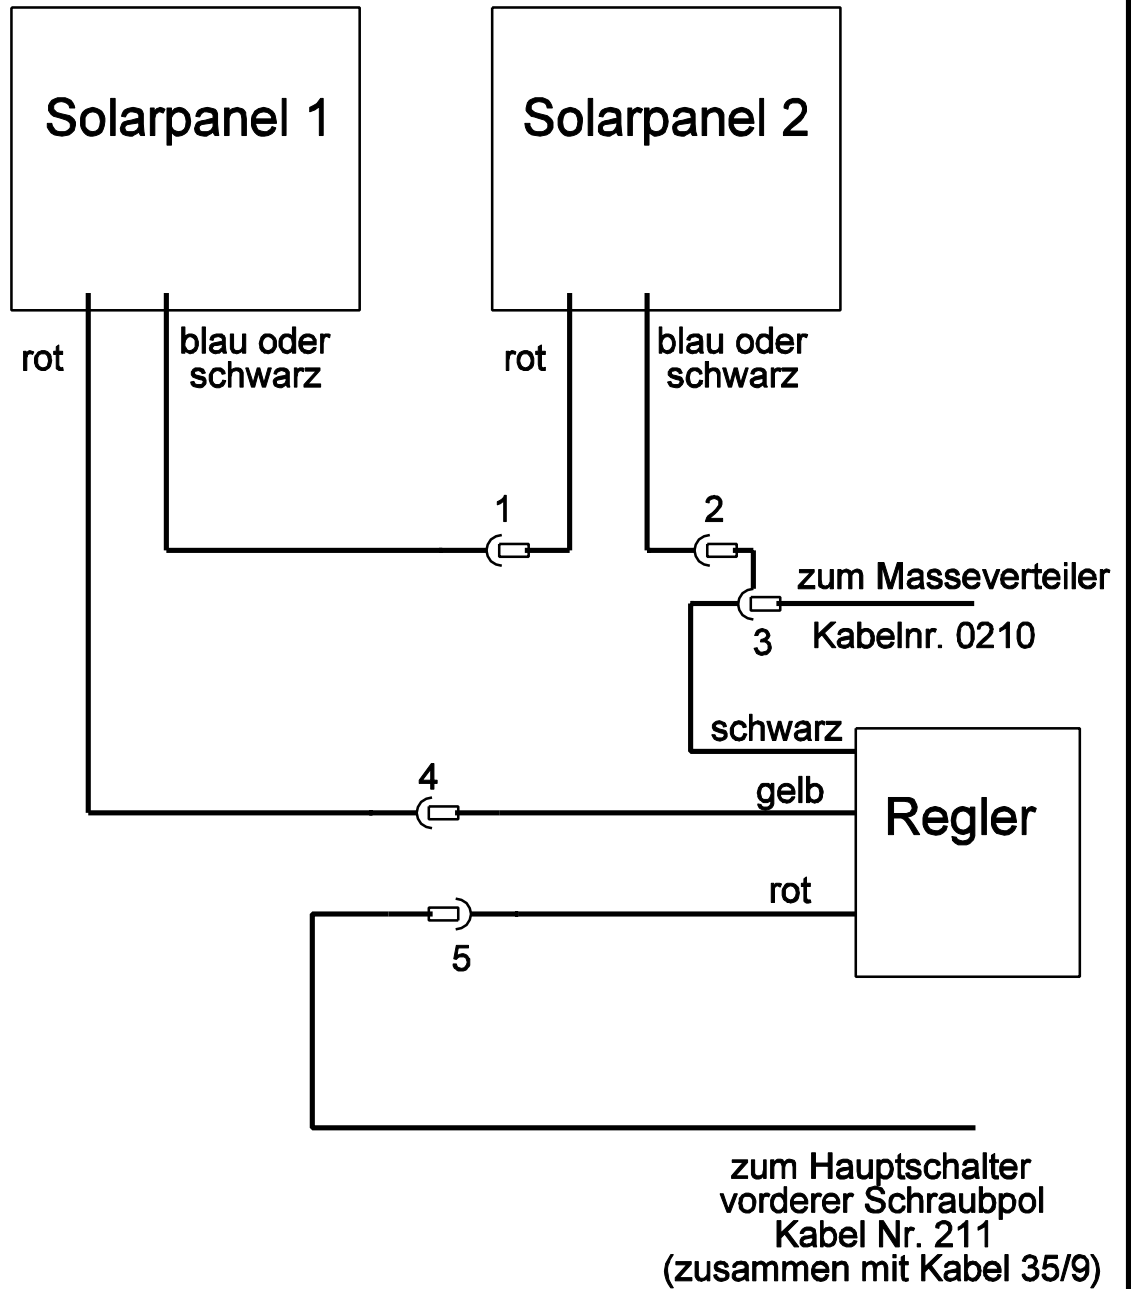 Solarpanel 1
Solarpanel 2
rot
blau oder
schwarz
rot
blau oder
schwarz
1
2
zum Masseverteiler
3
Kabelnr. 0210
schwarz
4
gelb
Regler
rot
5
zum Hauptschalter
vorderer Schraubpol
Kabel Nr. 211
(zusammen mit Kabel 35/9)